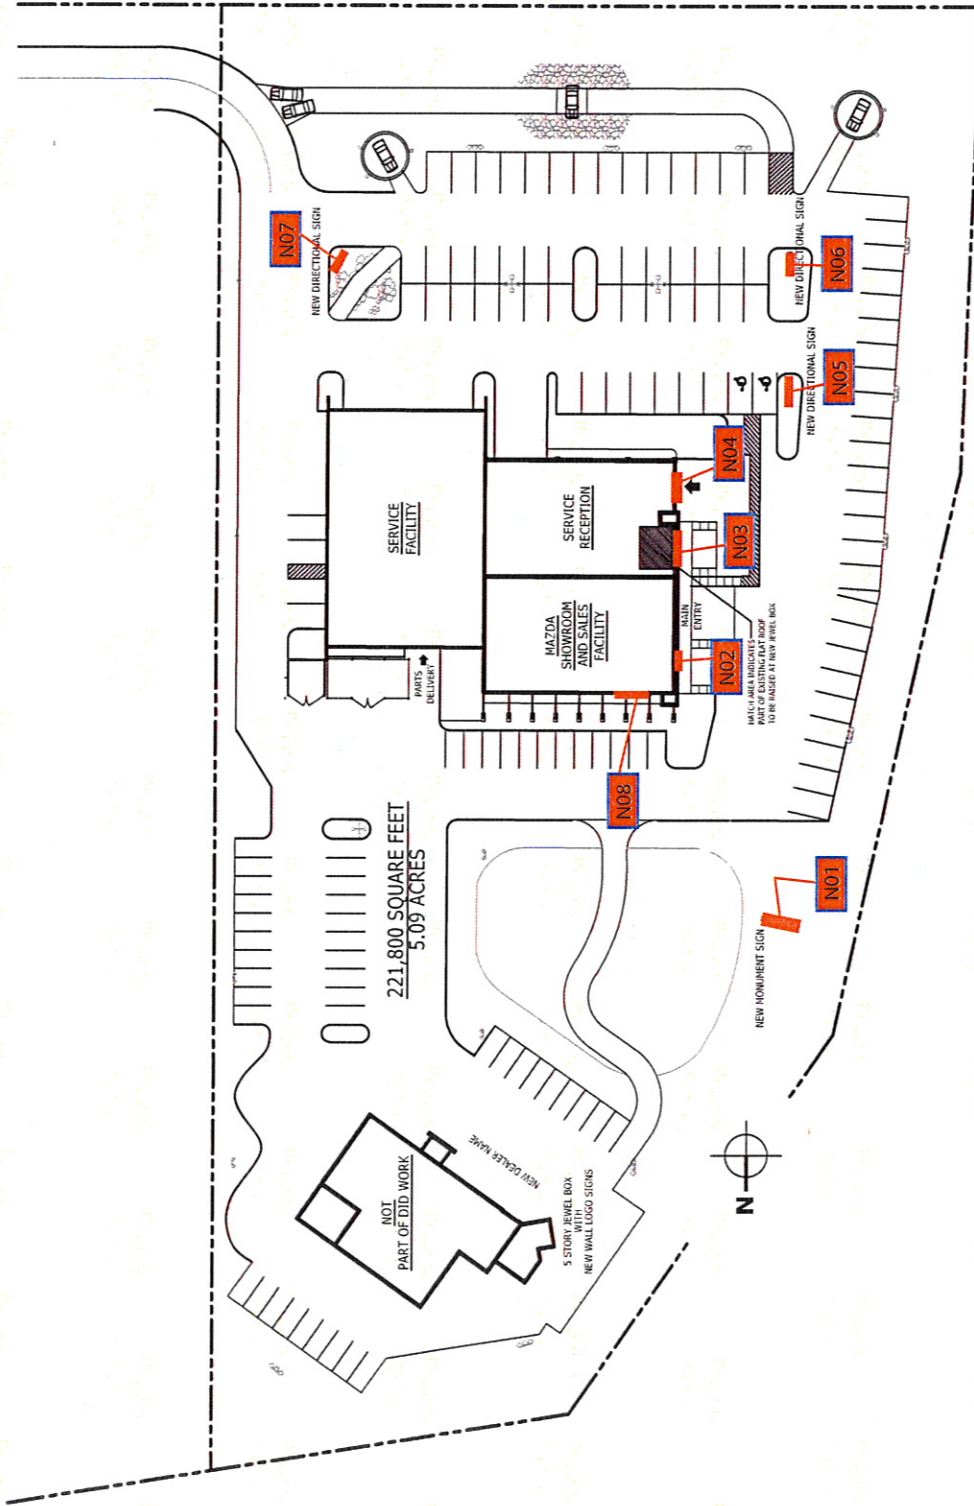 N07
NEW DIRECTIONAL SIGN
NEW DIRECTIONAL SIGN
N06
NEW DIRECTIONAL SIGN
N05
N04
N03
N02
N08
N01
SERVICE
FACILITY
SERVICE
RECEPTION
MAZDA
SHOWROOM
AND SALES
FACILITY
MAIN
ENTRY
PARTS
DELIVERY
HATCH AREA INDICATES
PART OF EXISTING FLAT ROOF
TO BE RAISED AT NEW JEWEL BOX
221,800 SQUARE FEET
5.09 ACRES
NEW MONUMENT SIGN
NOT
PART OF DID WORK
NEW DEALER NAME
5 STORY JEWEL BOX
WITH
NEW WALL LOGO SIGNS
N